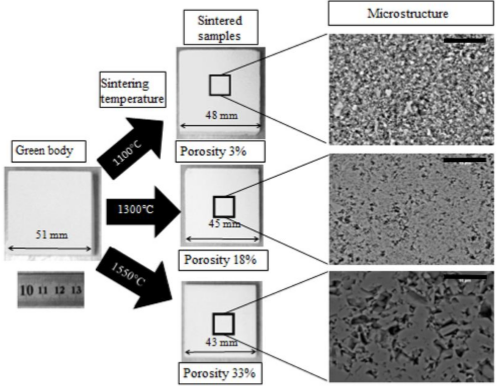 Sintered
samples
Microstructure
Sintering
temperature
48 mm
Green body
1100°C
Porosity 3%
51 mm
1300℃
45 mm
Porosity 18%
10 11 12 13
1550°C
43 mm
Porosity 33%